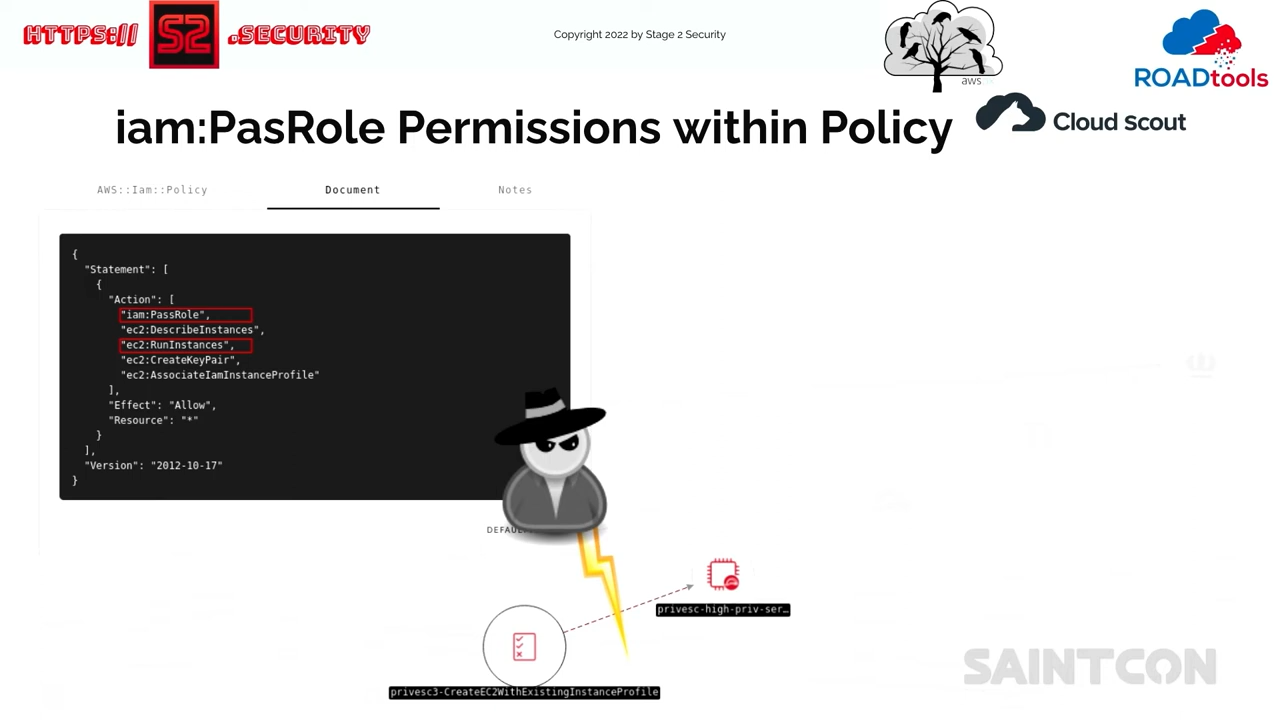 HTTPS:// S2 .SECURITY
Copyright 2022 by Stage 2 Security
aws
ROADtools
iam:PasRole Permissions within Policy
Cloud scout
AWS::Iam::Policy Document Notes
{
"Statement": [
{
"Action": [
"iam:PassRole",
"ec2:DescribeInstances",
"ec2:RunInstances",
"ec2:CreateKeyPair",
"ec2:AssociateIamInstanceProfile"
],
"Effect": "Allow",
"Resource": "*"
}
],
"Version": "2012-10-17"
}
privesc-high-priv-ser…
privesc3-CreateEC2WithExistingInstanceProfile
SAINTCON